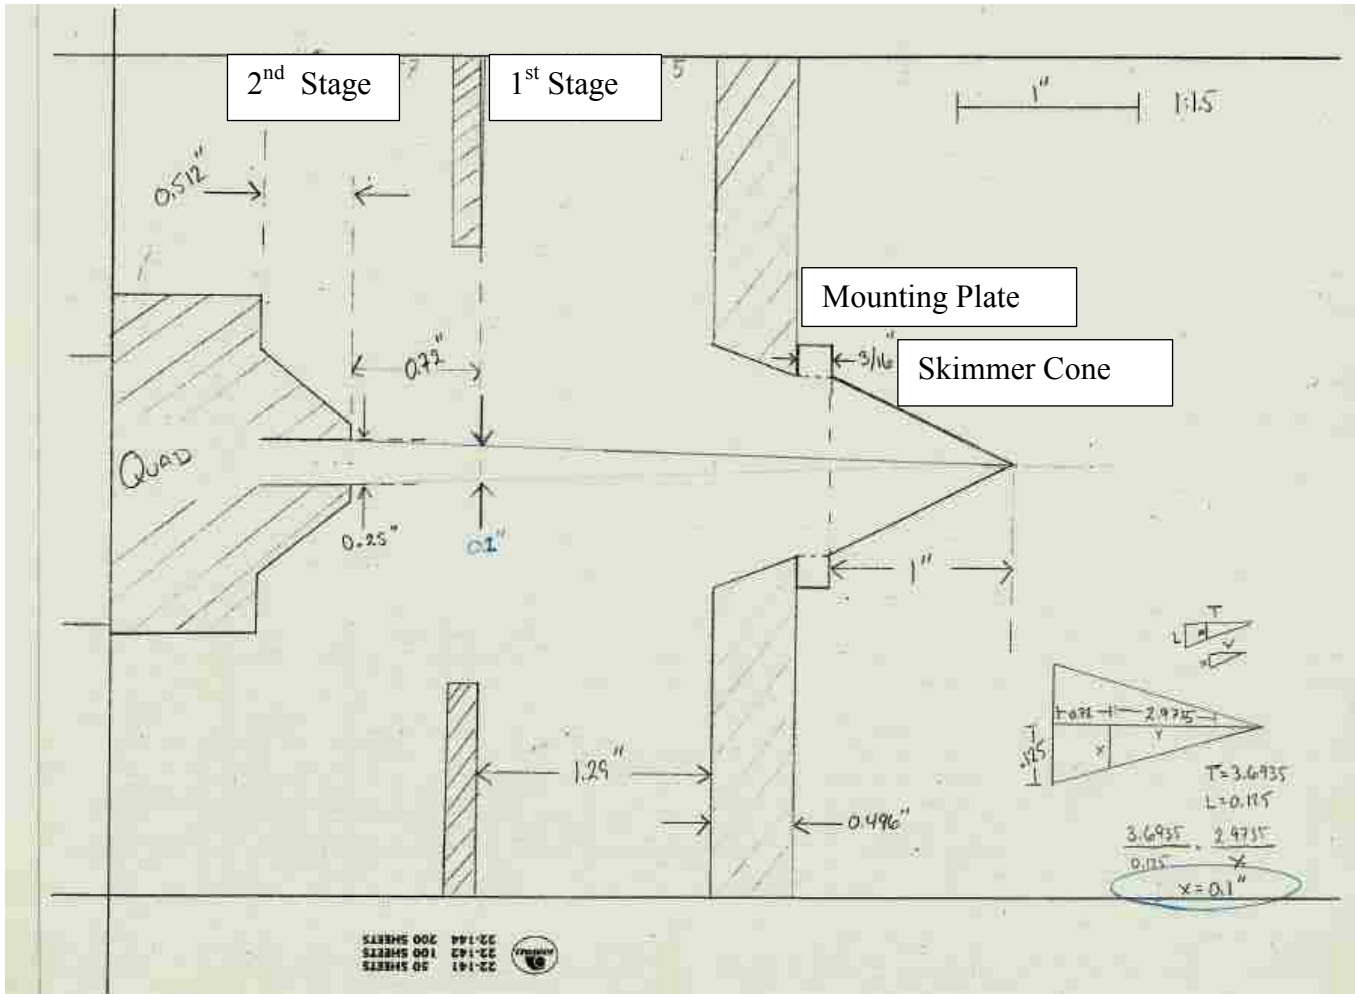 7
5
2nd Stage
1st Stage
1"
1:1.5
0.512"
Mounting Plate
0.72"
3/16"
Skimmer Cone
QUAD
0.25"
0.1"
1"
T
L
x
Y
0.72
2.9735
.125
x
Y
T=3.6935
L=0.125
1.29"
0.496"
3.6935 = 2.9735
0.125 x
x=0.1"
22-141 50 SHEETS
22-142 100 SHEETS
22-144 200 SHEETS